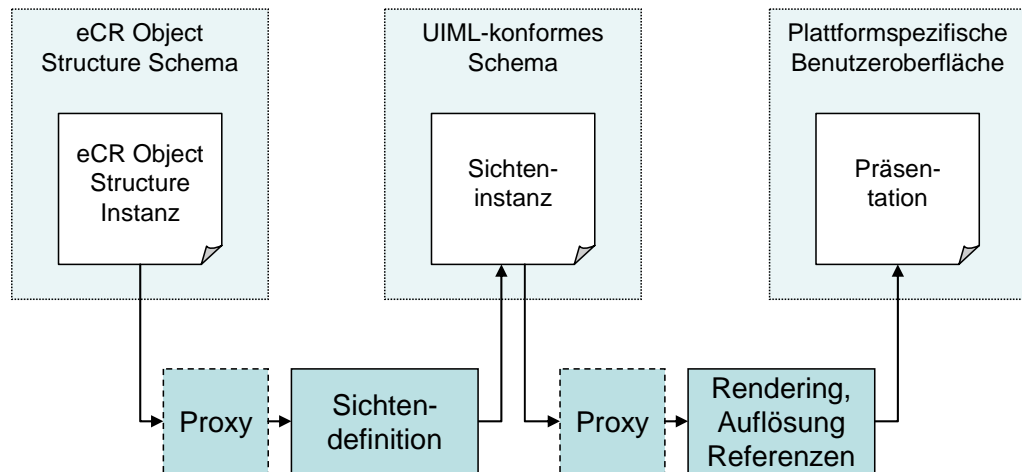 eCR Object
Structure Schema
eCR Object
Structure
Instanz
UIML-konformes
Schema
Sichten-
instanz
Plattformspezifische
Benutzeroberfläche
Präsen-
tation
Proxy
Sichten-
definition
Proxy
Rendering,
Auflösung
Referenzen